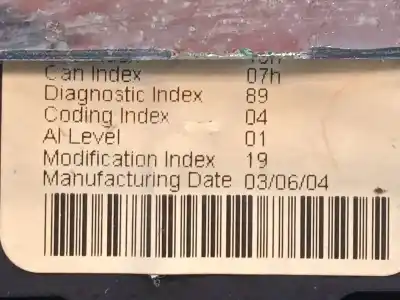 Can Index 07h
Diagnostic Index 89
Coding Index 04
AI Level 01
Modification Index 19
Manufacturing Date 03/06/04